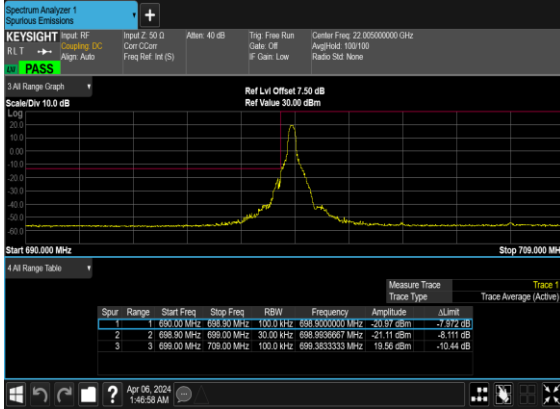 Spectrum Analyzer 1
Spurious Emissions
KEYSIGHT
RLT
LNI PASS
Input: RF
Coupling: DC
Align: Auto
Input Z: 50 Ω
Corr CCorr
Freq Ref: Int (S)
Atten: 40 dB
Trig: Free Run
Gate: Off
IF Gain: Low
Center Freq: 22.005000000 GHz
Avg|Hold: 100/100
Radio Std: None
3 All Range Graph
Scale/Div 10.0 dB
Ref Lvl Offset 7.50 dB
Ref Value 30.00 dBm
Log
20.0
10.0
0.00
-10.0
-20.0
-30.0
-40.0
-50.0
-60.0
Start 690.000 MHz
Stop 709.000 MH
4 All Range Table
Measure Trace Trace 1
Trace Type Trace Average (Active)
Spur Range Start Freq Stop Freq RBW Frequency Amplitude ΔLimit
1 1 690.00 MHz 698.90 MHz 100.0 kHz 698.9000000 MHz -20.97 dBm -7.972 dB
2 2 698.90 MHz 699.00 MHz 30.00 kHz 698.9936667 MHz -21.11 dBm -8.111 dB
3 3 699.00 MHz 709.00 MHz 100.0 kHz 699.3833333 MHz 19.56 dBm -10.44 dB
Apr 06, 2024
1:46:58 AM